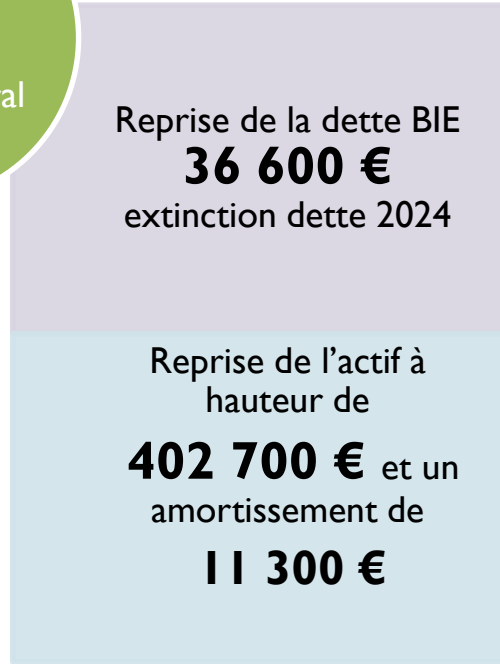 Reprise de la dette BIE
36 600 €
extinction dette 2024
Reprise de l’actif à
hauteur de
402 700 € et un
amortissement de
11 300 €